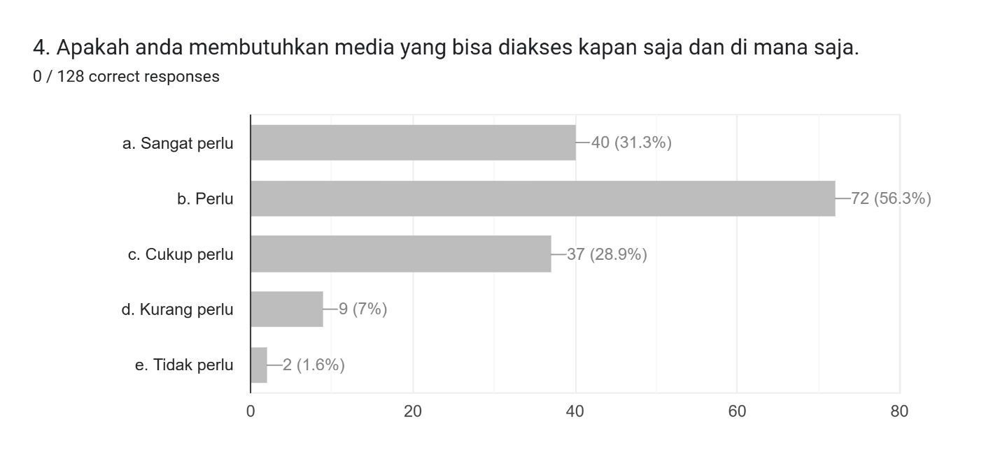 4. Apakah anda membutuhkan media yang bisa diakses kapan saja dan di mana saja.
0 / 128 correct responses
a. Sangat perlu 40 (31.3%)
b. Perlu 72 (56.3%)
c. Cukup perlu 37 (28.9%)
d. Kurang perlu 9 (7%)
e. Tidak perlu 2 (1.6%)
0 20 40 60 80